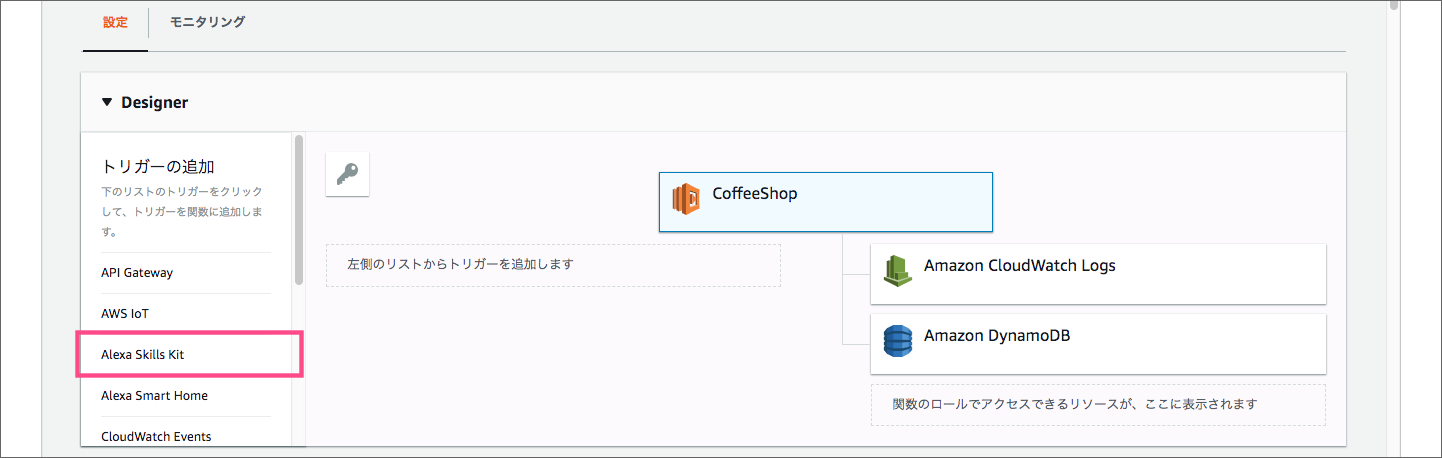 設定
モニタリング
Designer
トリガーの追加
下のリストのトリガーをクリック
して、トリガーを関数に追加しま
す。
API Gateway
AWS IoT
Alexa Skills Kit
Alexa Smart Home
CloudWatch Events
CoffeeShop
左側のリストからトリガーを追加します
Amazon CloudWatch Logs
Amazon DynamoDB
関数のロールでアクセスできるリソースが、ここに表示されます